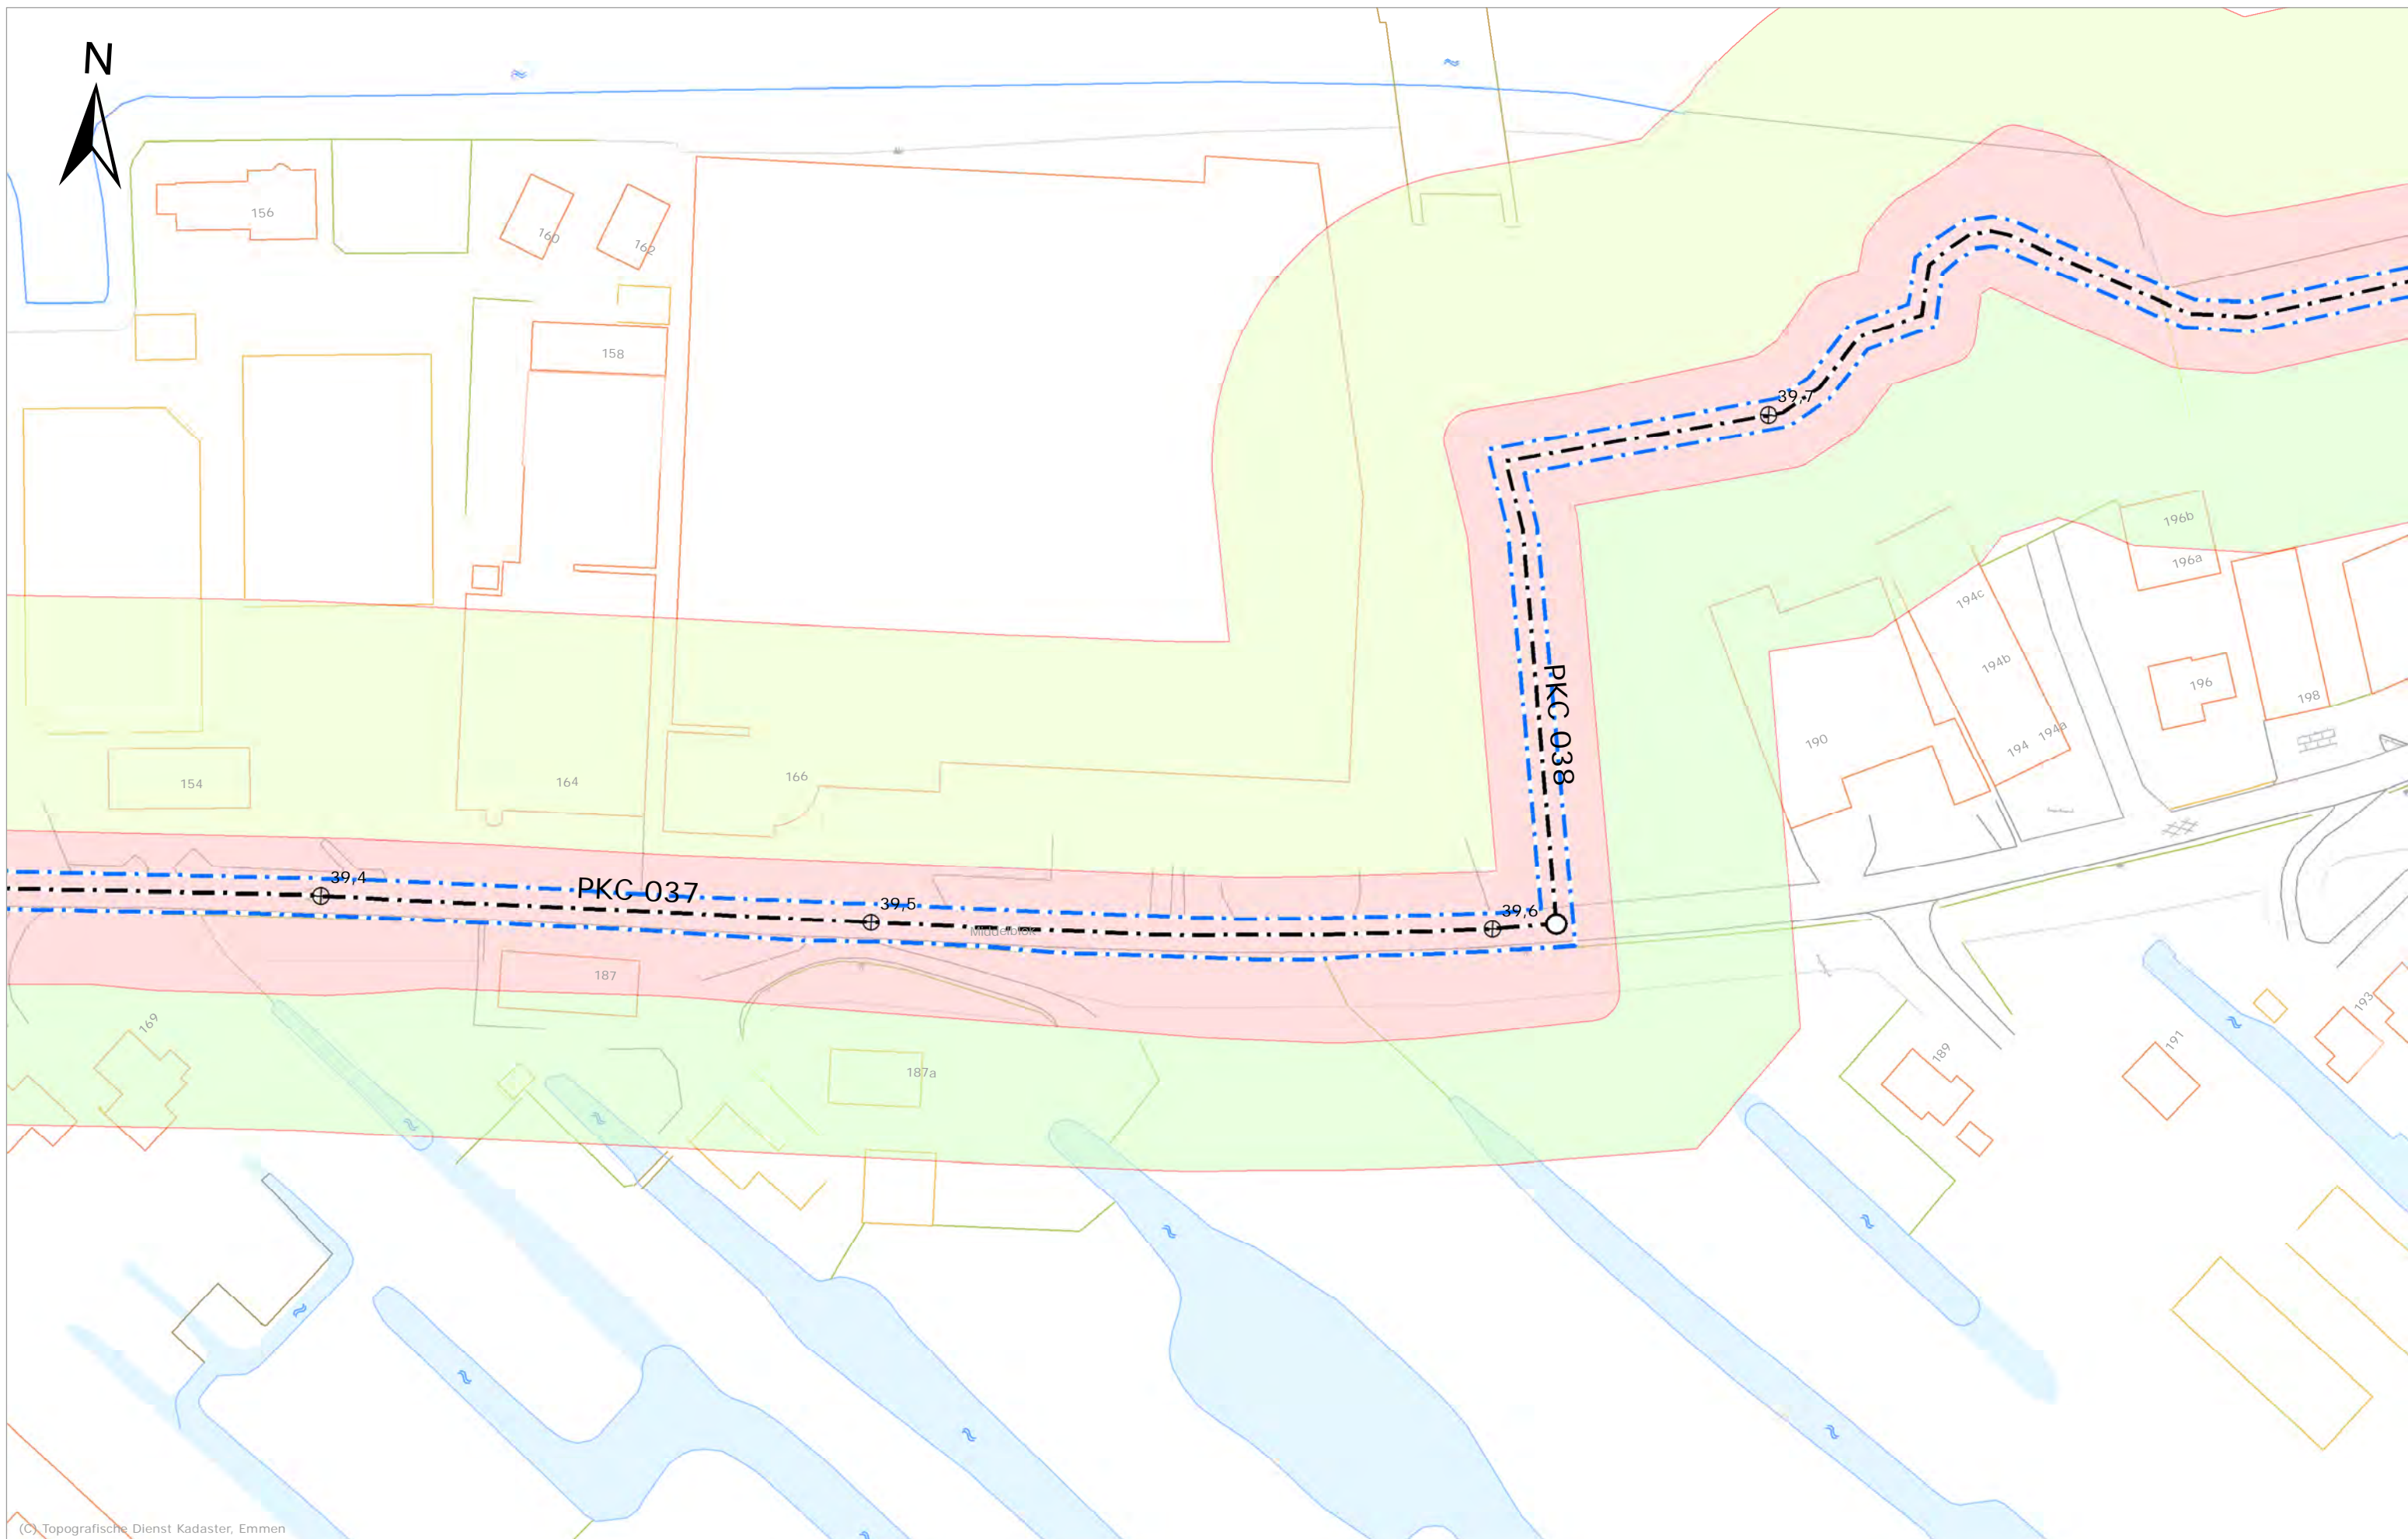 N
156
160
162
158
39,7
196b
196a
194c
194b
196
198
194a
194
190
PKC 038
154
164
166
39,4
PKC 037
39,5
39,6
Middelblok
187
169
187a
189
191
193
(C) Topografische Dienst Kadaster, Emmen